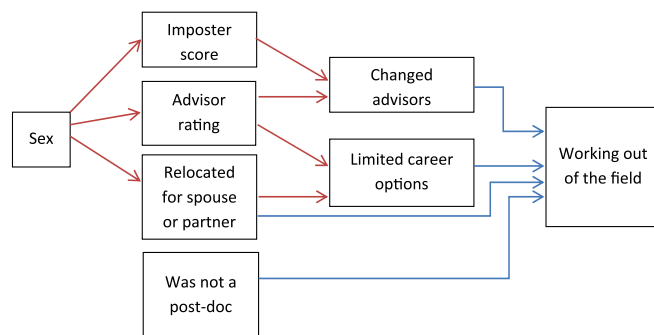 Sex
Imposter
score
Advisor
rating
Relocated
for spouse
or partner
Was not a
post-doc
Changed
advisors
Limited career
options
Working out
of the field